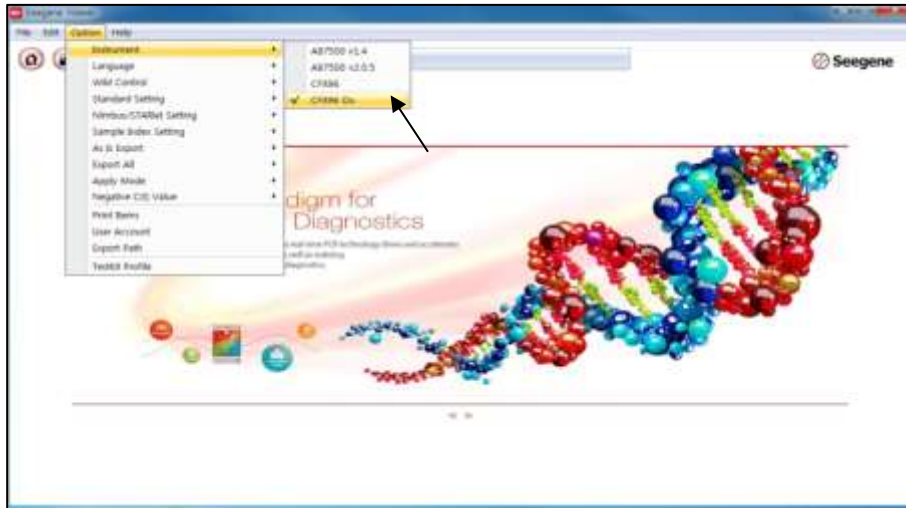 Seegene Viewer
File Edit Option Help
Instrument
Language
Well Control
Standard Setting
Nimbus/STARlet Setting
Sample Index Setting
As is Export
Export All
Apply Mode
Negative C(t) Value
Print Items
User Account
Export Path
Testkit Profile
AB7500 v1.4
AB7500 v2.0.5
CFX96
CFX96 Dx
Seegene
digm for
Diagnostics